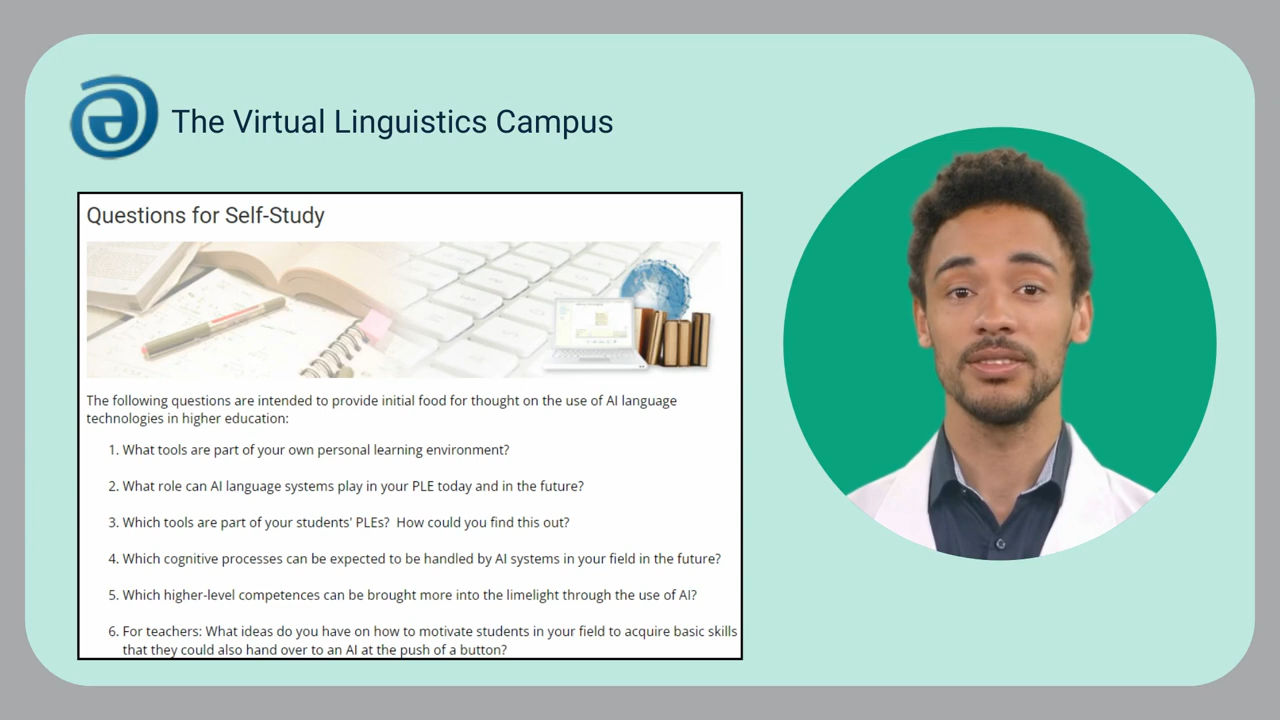 The Virtual Linguistics Campus
Questions for Self-Study
The following questions are intended to provide initial food for thought on the use of AI language
technologies in higher education:
1. What tools are part of your own personal learning environment?
2. What role can AI language systems play in your PLE today and in the future?
3. Which tools are part of your students' PLEs?  How could you find this out?
4. Which cognitive processes can be expected to be handled by AI systems in your field in the future?
5. Which higher-level competences can be brought more into the limelight through the use of AI?
6. For teachers: What ideas do you have on how to motivate students in your field to acquire basic skills
that they could also hand over to an AI at the push of a button?